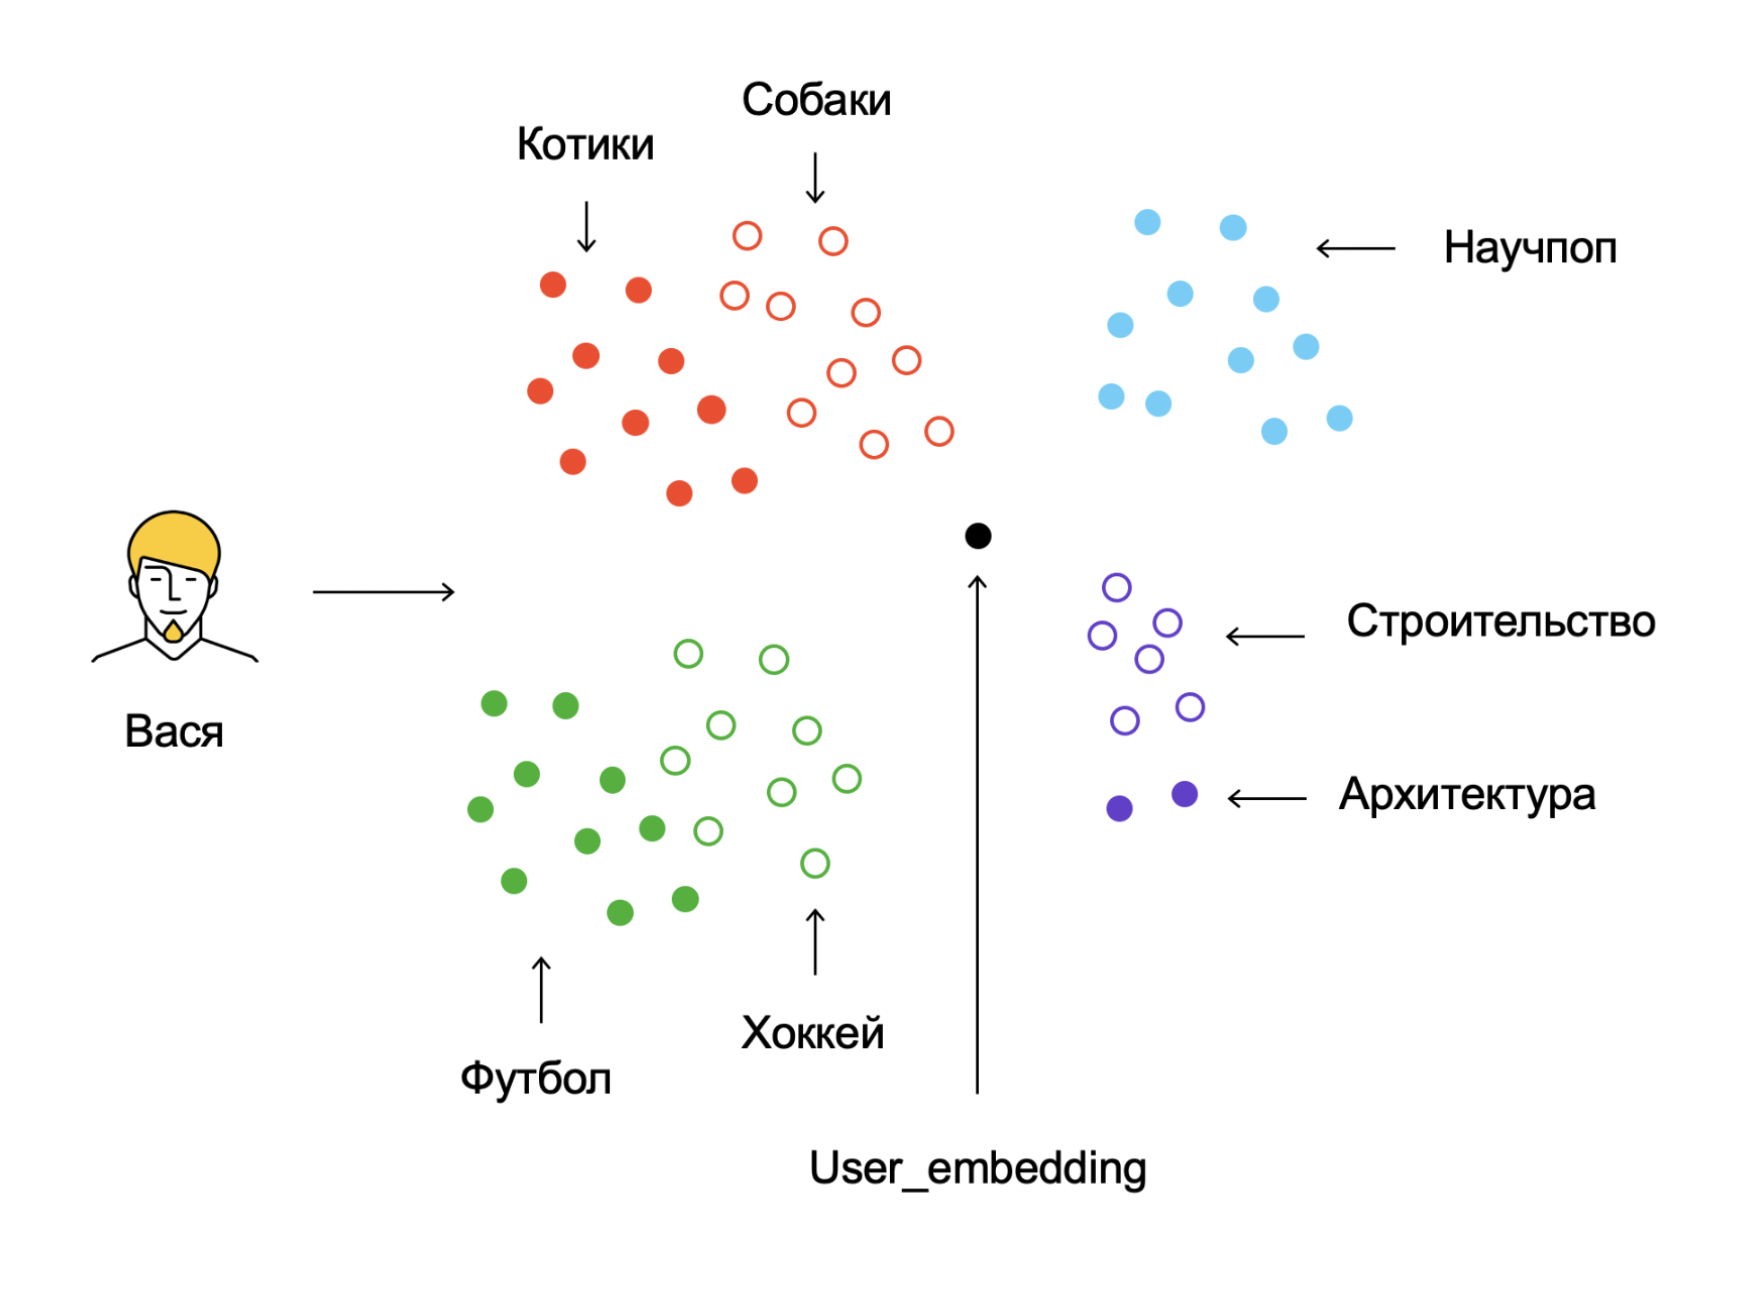 Собаки
Котики
Научпоп
Строительство
Вася
Архитектура
Хоккей
Футбол
User_embedding